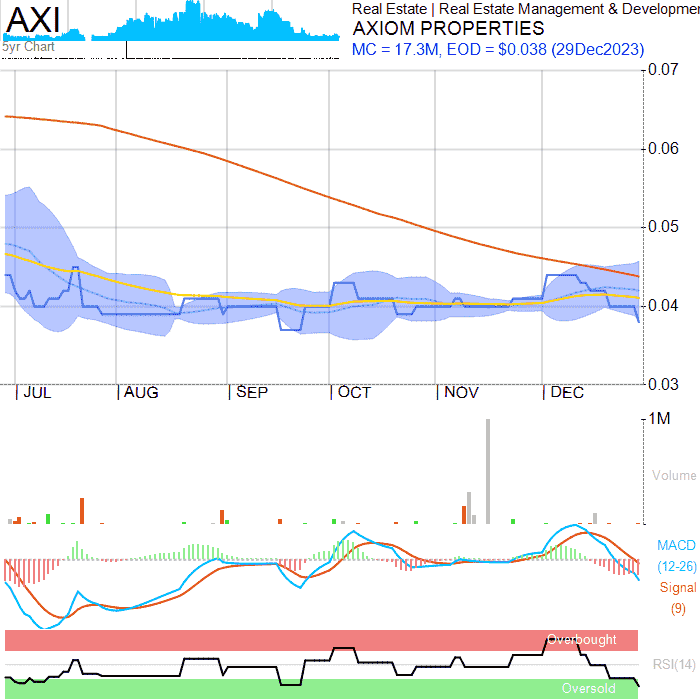 AXI
5yr Chart
Real Estate | Real Estate Management & Developmen
AXIOM PROPERTIES
MC = 17.3M, EOD = $0.038 (29Dec2023)
0.07
0.06
0.05
0.04
0.03
JUL
AUG
SEP
OCT
NOV
DEC
1M
Volume
MACD
(12-26)
Signal
(9)
Overbought
RSI(14)
Oversold